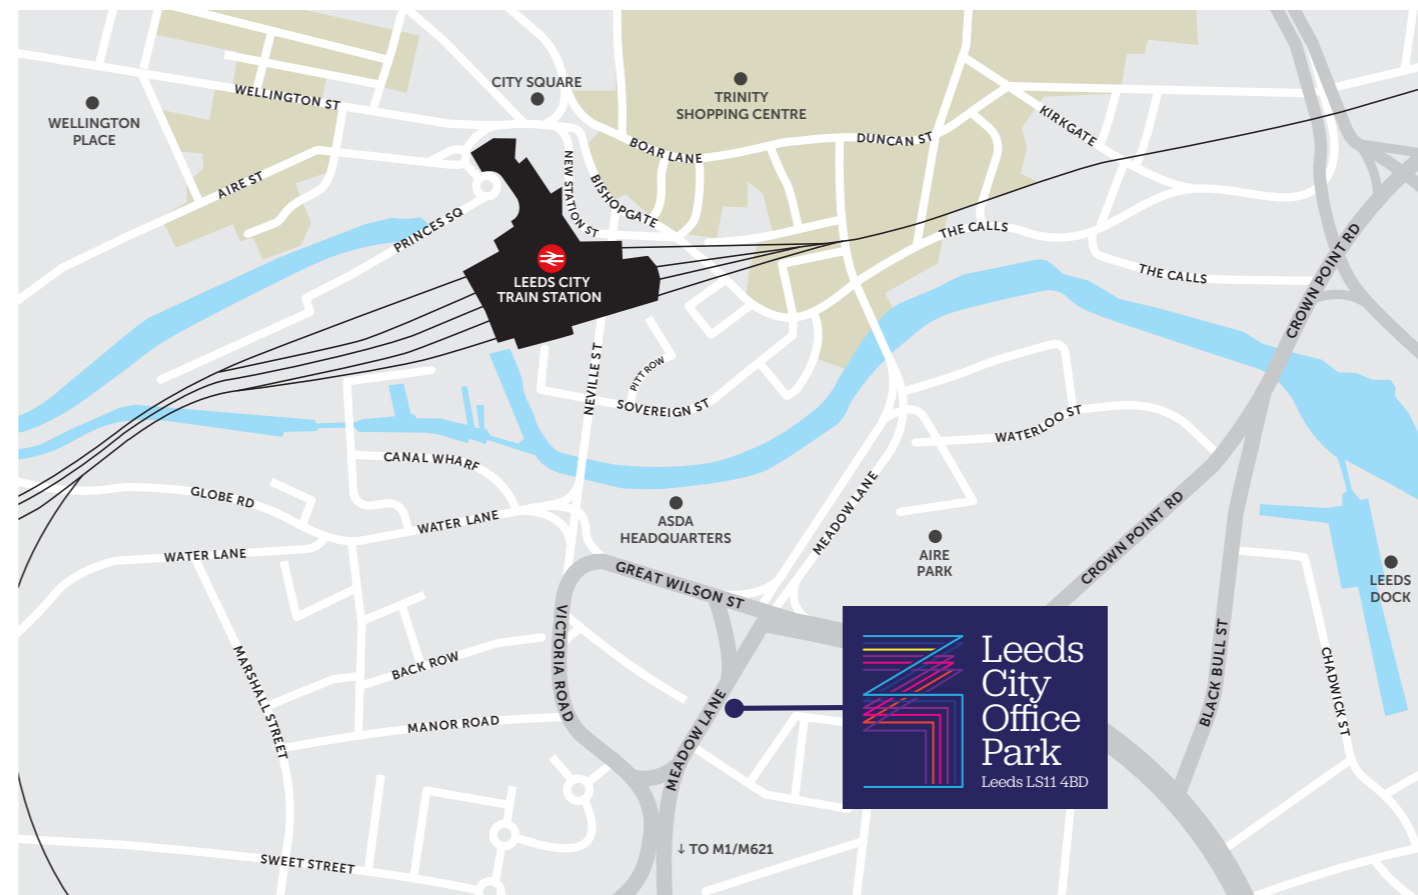 CITY SQUARE
TRINITY
SHOPPING CENTRE
WELLINGTON
PLACE
WELLINGTON ST
KIRKGATE
DUNCAN ST
BOAR LANE
NEW STATION ST
BISHOPGATE
AIRE ST
PRINCES SQ
THE CALLS
THE CALLS
CROWN POINT RD
LEEDS CITY
TRAIN STATION
NEVILLE ST
PITT ROW
SOVEREIGN ST
WATERLOO ST
CANAL WHARF
GLOBE RD
WATER LANE
WATER LANE
ASDA
HEADQUARTERS
MEADOW LANE
AIRE
PARK
CROWN POINT RD
LEEDS
DOCK
GREAT WILSON ST
VICTORIA ROAD
MARSHALL STREET
BACK ROW
MANOR ROAD
MEADOW LANE
Leeds
City
Office
Park
Leeds LS11 4BD
BLACK BULL ST
CHADWICK ST
↓ TO M1/M621
SWEET STREET